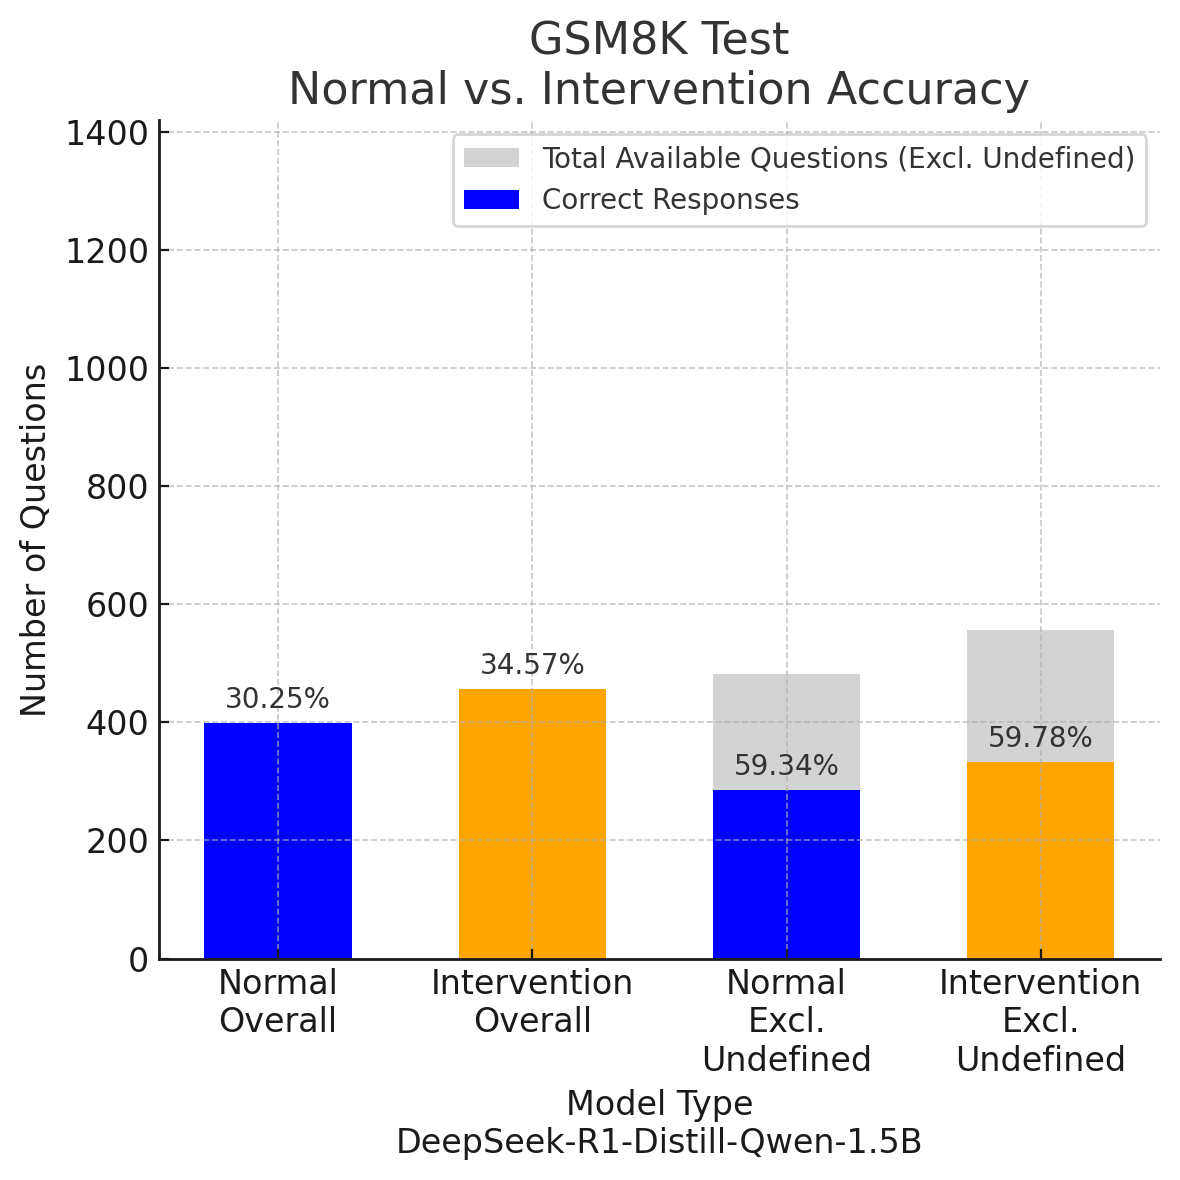 GSM8K Test
Normal vs. Intervention Accuracy
Total Available Questions (Excl. Undefined)
Correct Responses
Number of Questions
1400
1200
1000
800
600
400
200
0
30.25%
34.57%
59.34%
59.78%
Normal
Overall
Intervention
Overall
Normal
Excl.
Undefined
Intervention
Excl.
Undefined
Model Type
DeepSeek-R1-Distill-Qwen-1.5B